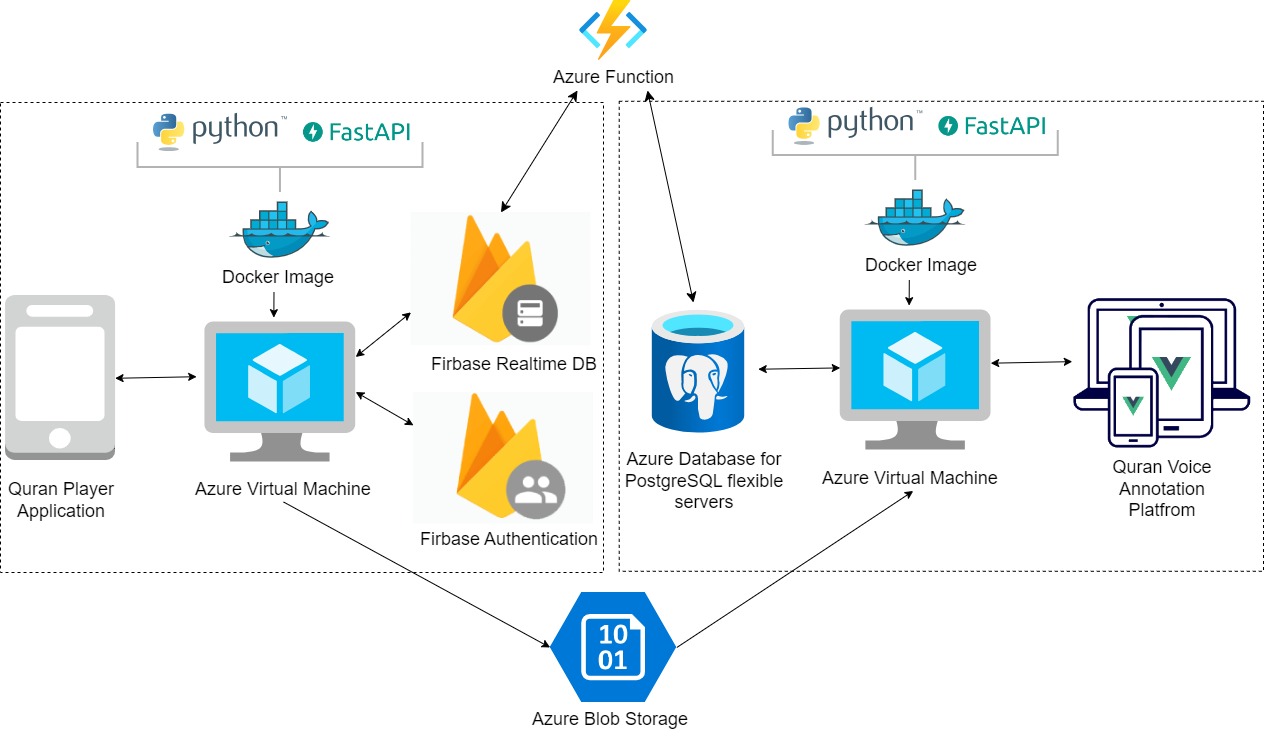 Azure Function
python™
FastAPI
Docker Image
Firbase Realtime DB
Quran Player
Application
Azure Virtual Machine
Firbase Authentication
python™
FastAPI
Docker Image
Azure Database for
PostgreSQL flexible
servers
Azure Virtual Machine
Quran Voice
Annotation
Platfrom
10
01
Azure Blob Storage